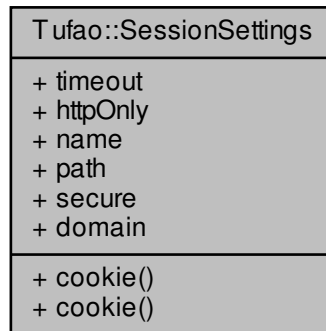 Tufao::SessionSettings
+ timeout
+ httpOnly
+ name
+ path
+ secure
+ domain
+ cookie()
+ cookie()